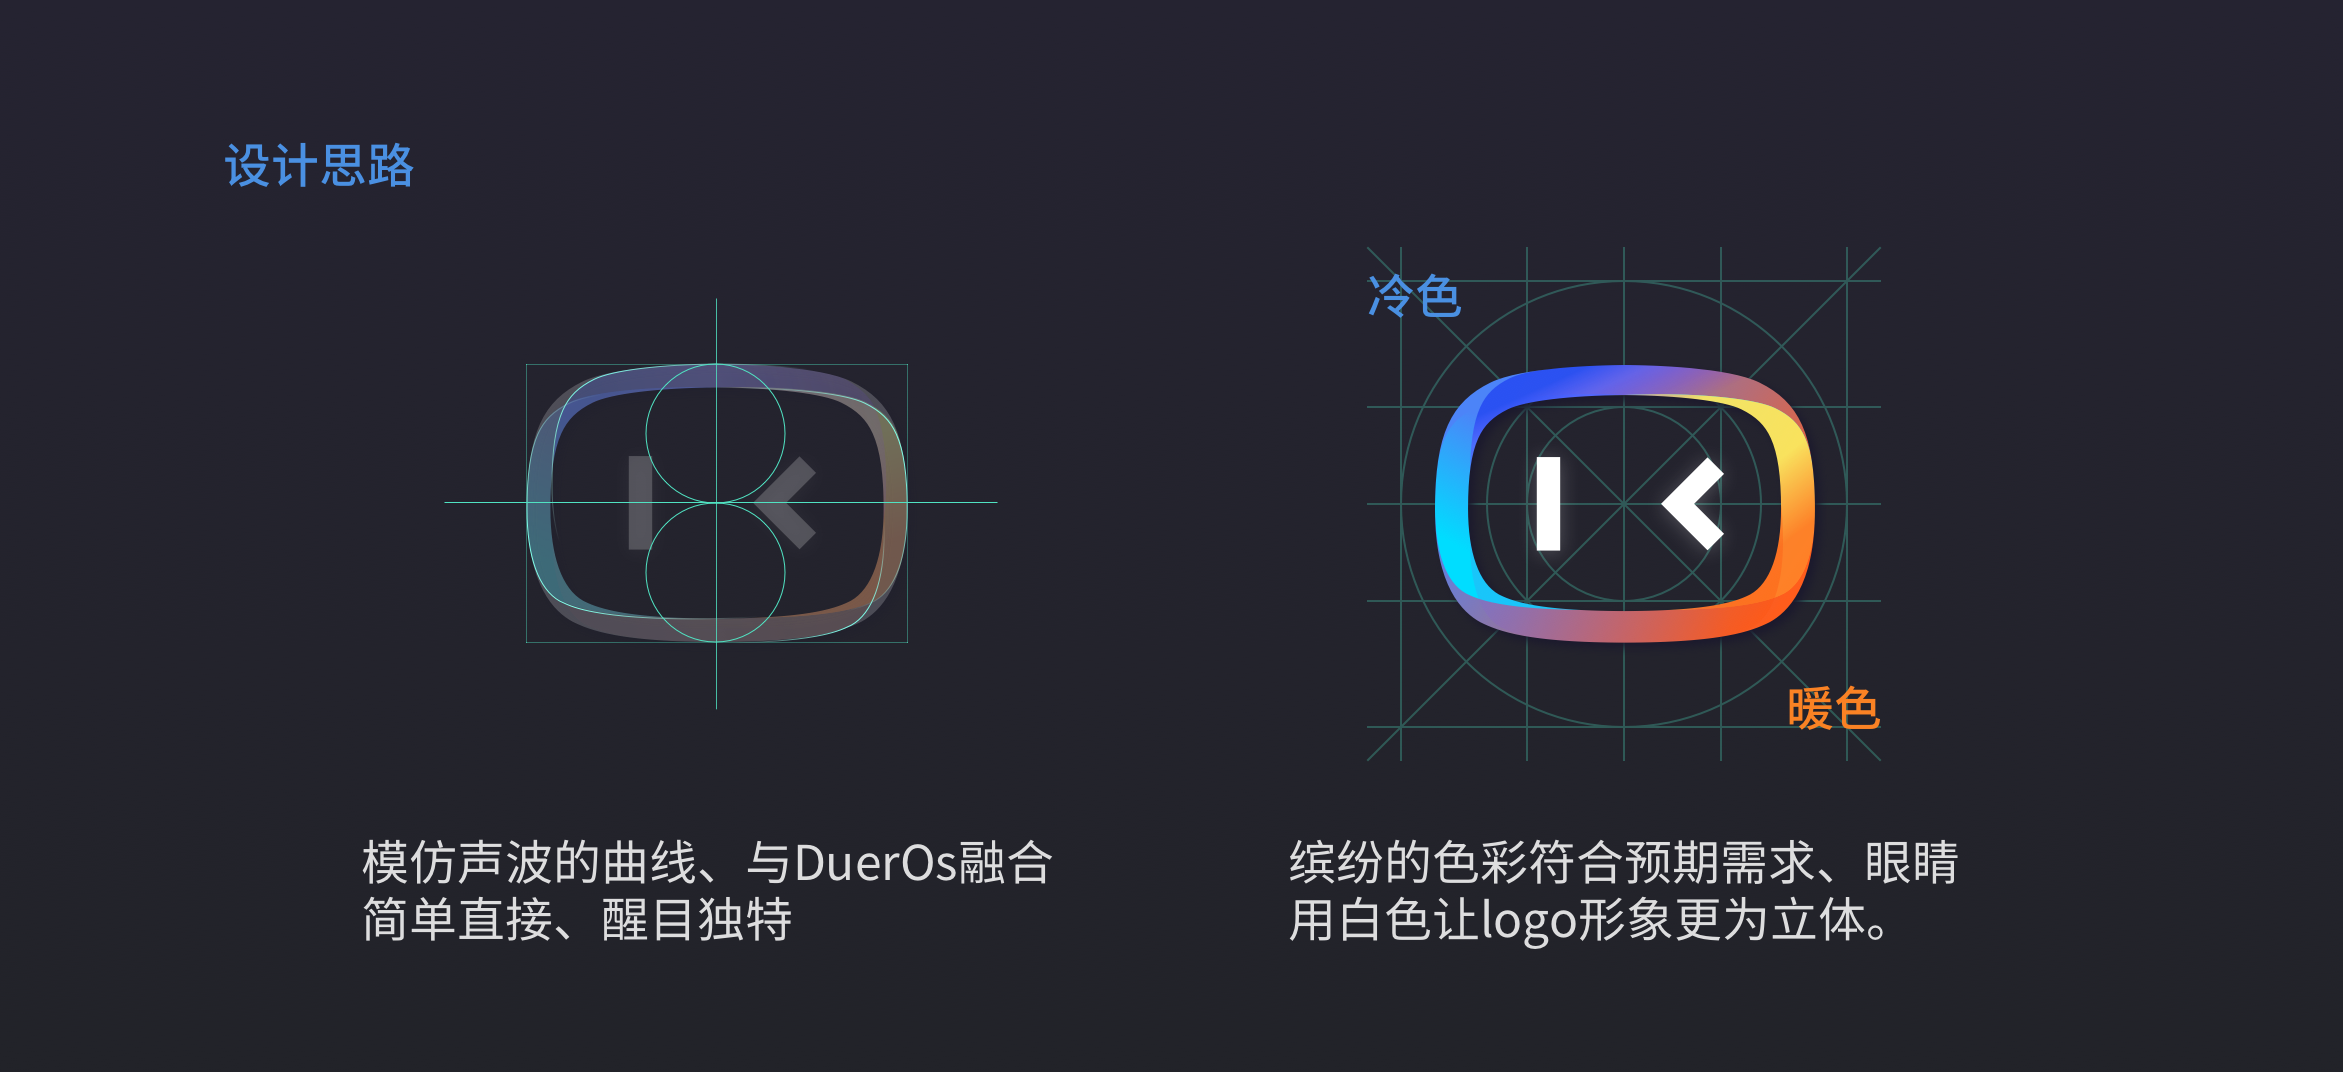 设计思路
冷色
暖色
模仿声波的曲线、与DuerOs融合
简单直接、醒目独特
缤纷的色彩符合预期需求、眼睛
用白色让logo形象更为立体。